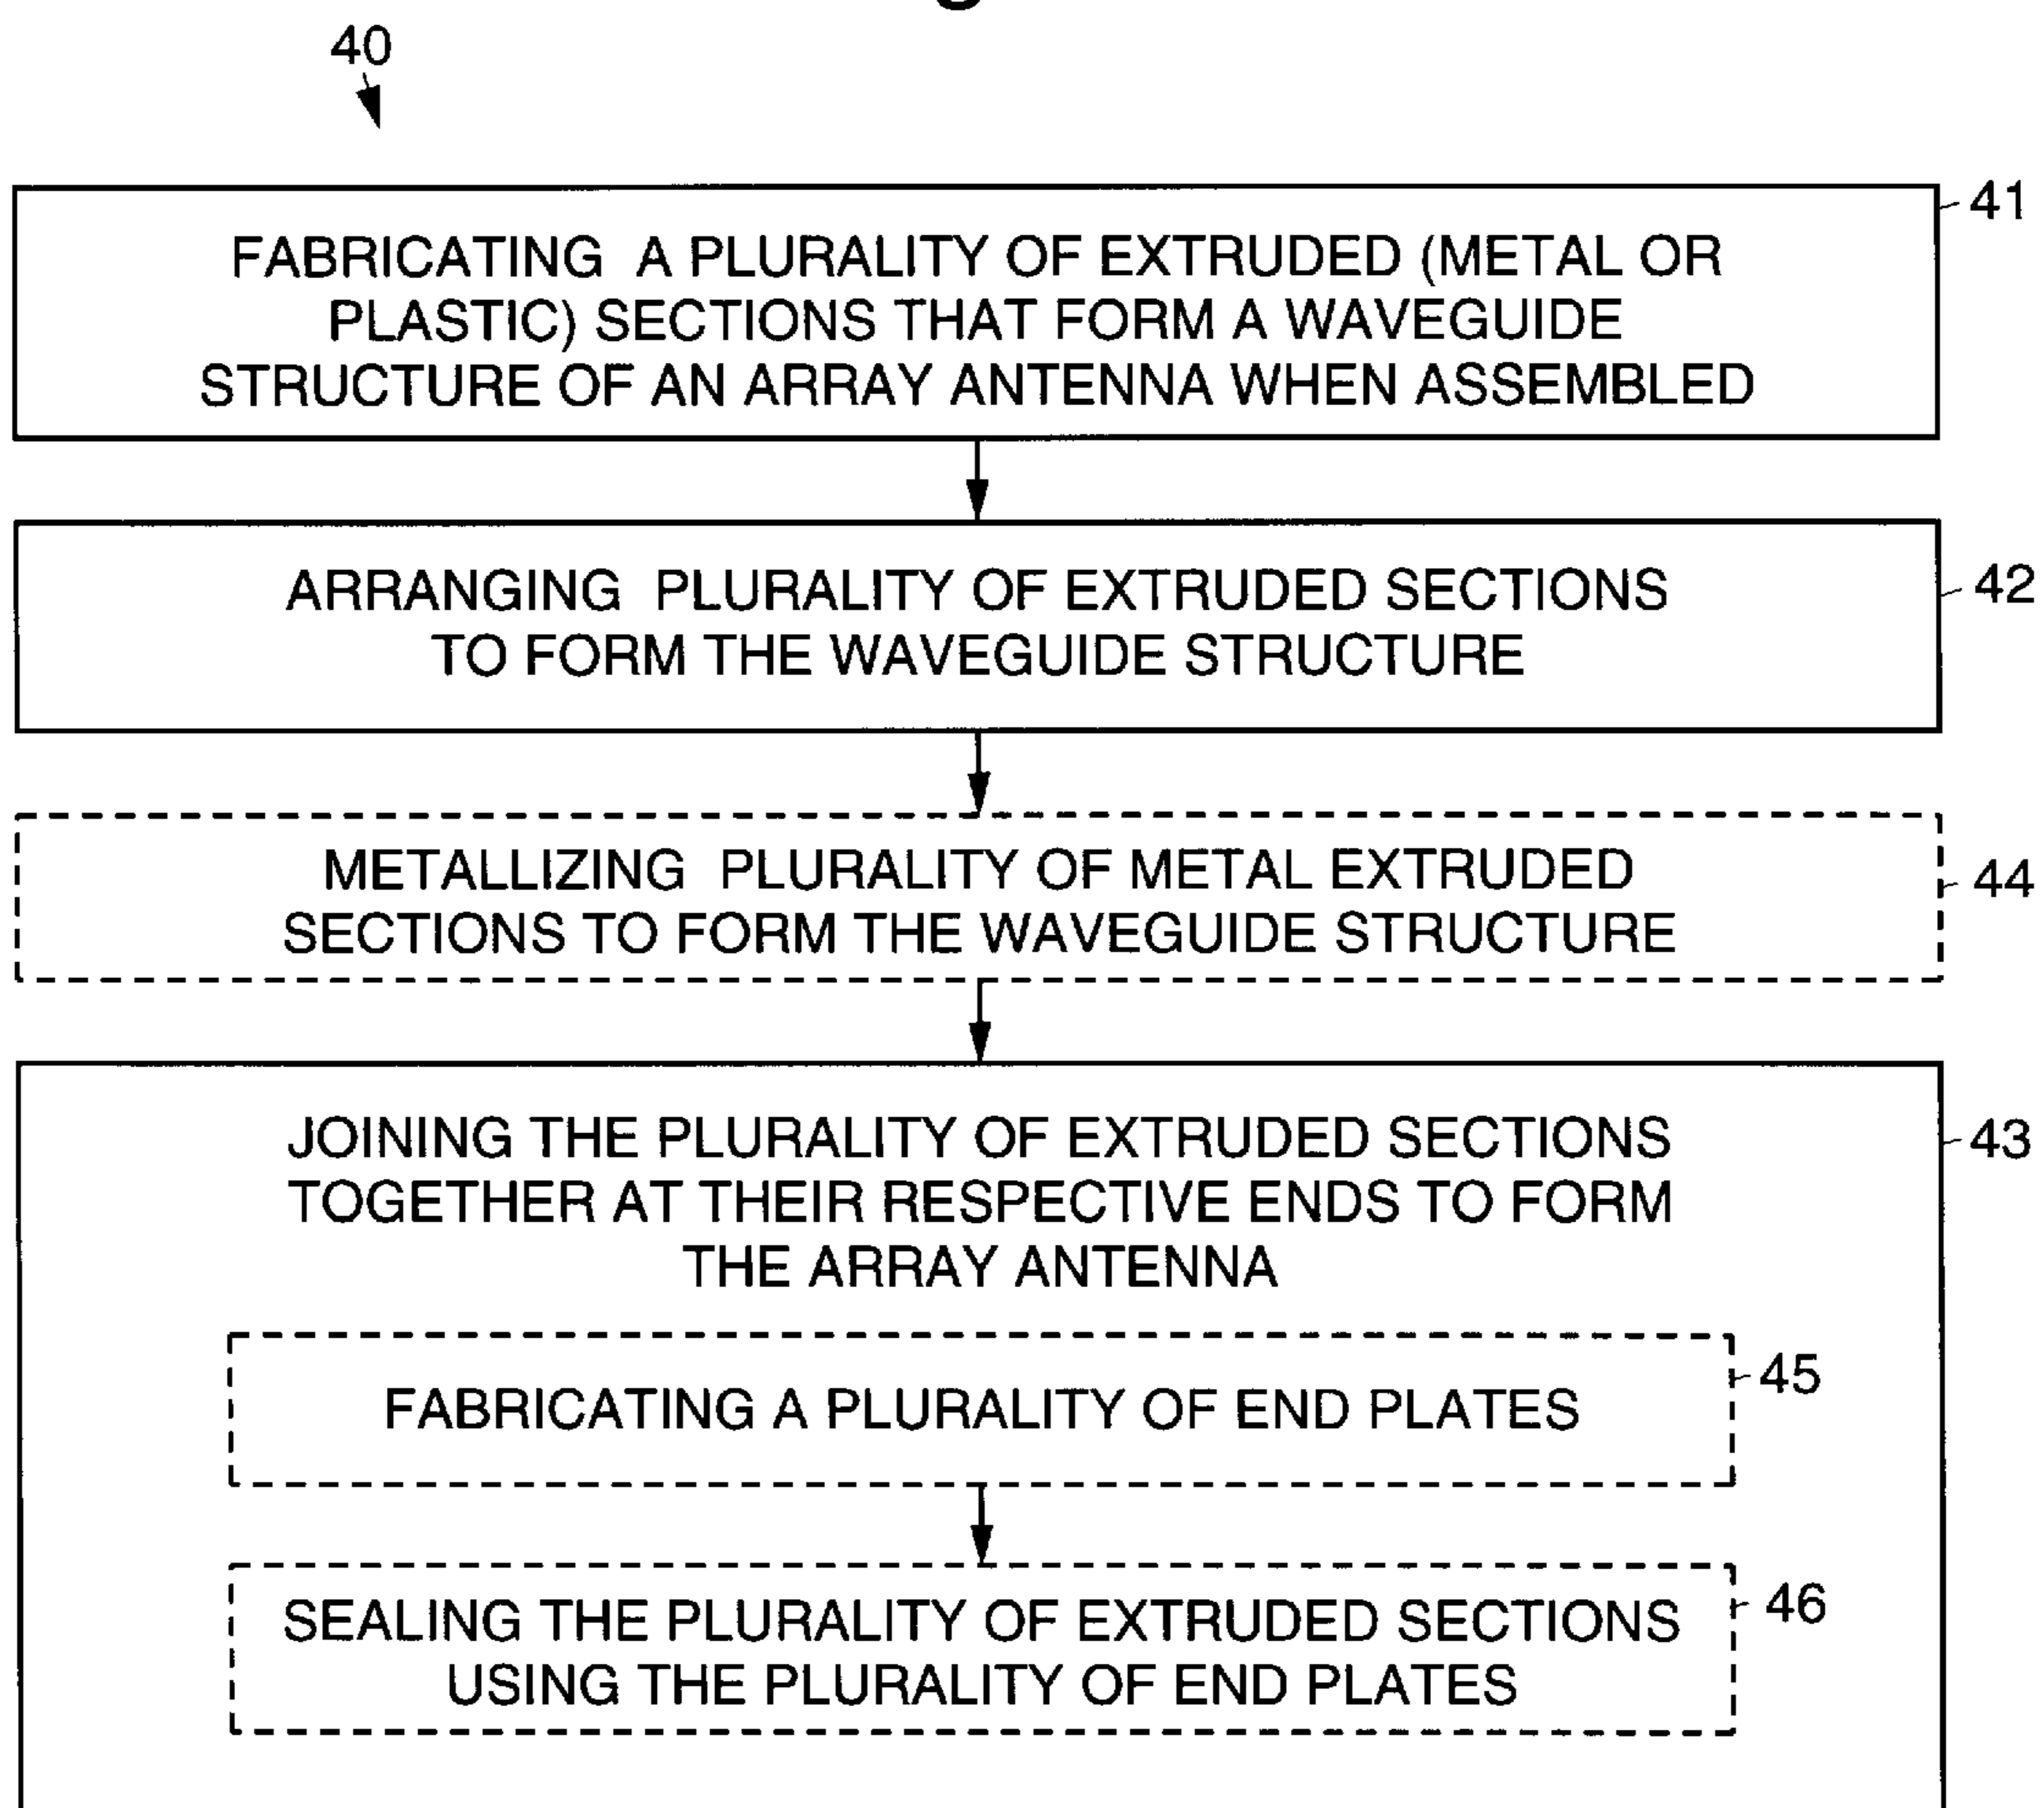 40
41
FABRICATING A PLURALITY OF EXTRUDED (METAL OR
PLASTIC) SECTIONS THAT FORM A WAVEGUIDE
STRUCTURE OF AN ARRAY ANTENNA WHEN ASSEMBLED
42
ARRANGING PLURALITY OF EXTRUDED SECTIONS
TO FORM THE WAVEGUIDE STRUCTURE
44
METALLIZING PLURALITY OF METAL EXTRUDED
SECTIONS TO FORM THE WAVEGUIDE STRUCTURE
43
JOINING THE PLURALITY OF EXTRUDED SECTIONS
TOGETHER AT THEIR RESPECTIVE ENDS TO FORM
THE ARRAY ANTENNA
45
FABRICATING A PLURALITY OF END PLATES
46
SEALING THE PLURALITY OF EXTRUDED SECTIONS
USING THE PLURALITY OF END PLATES